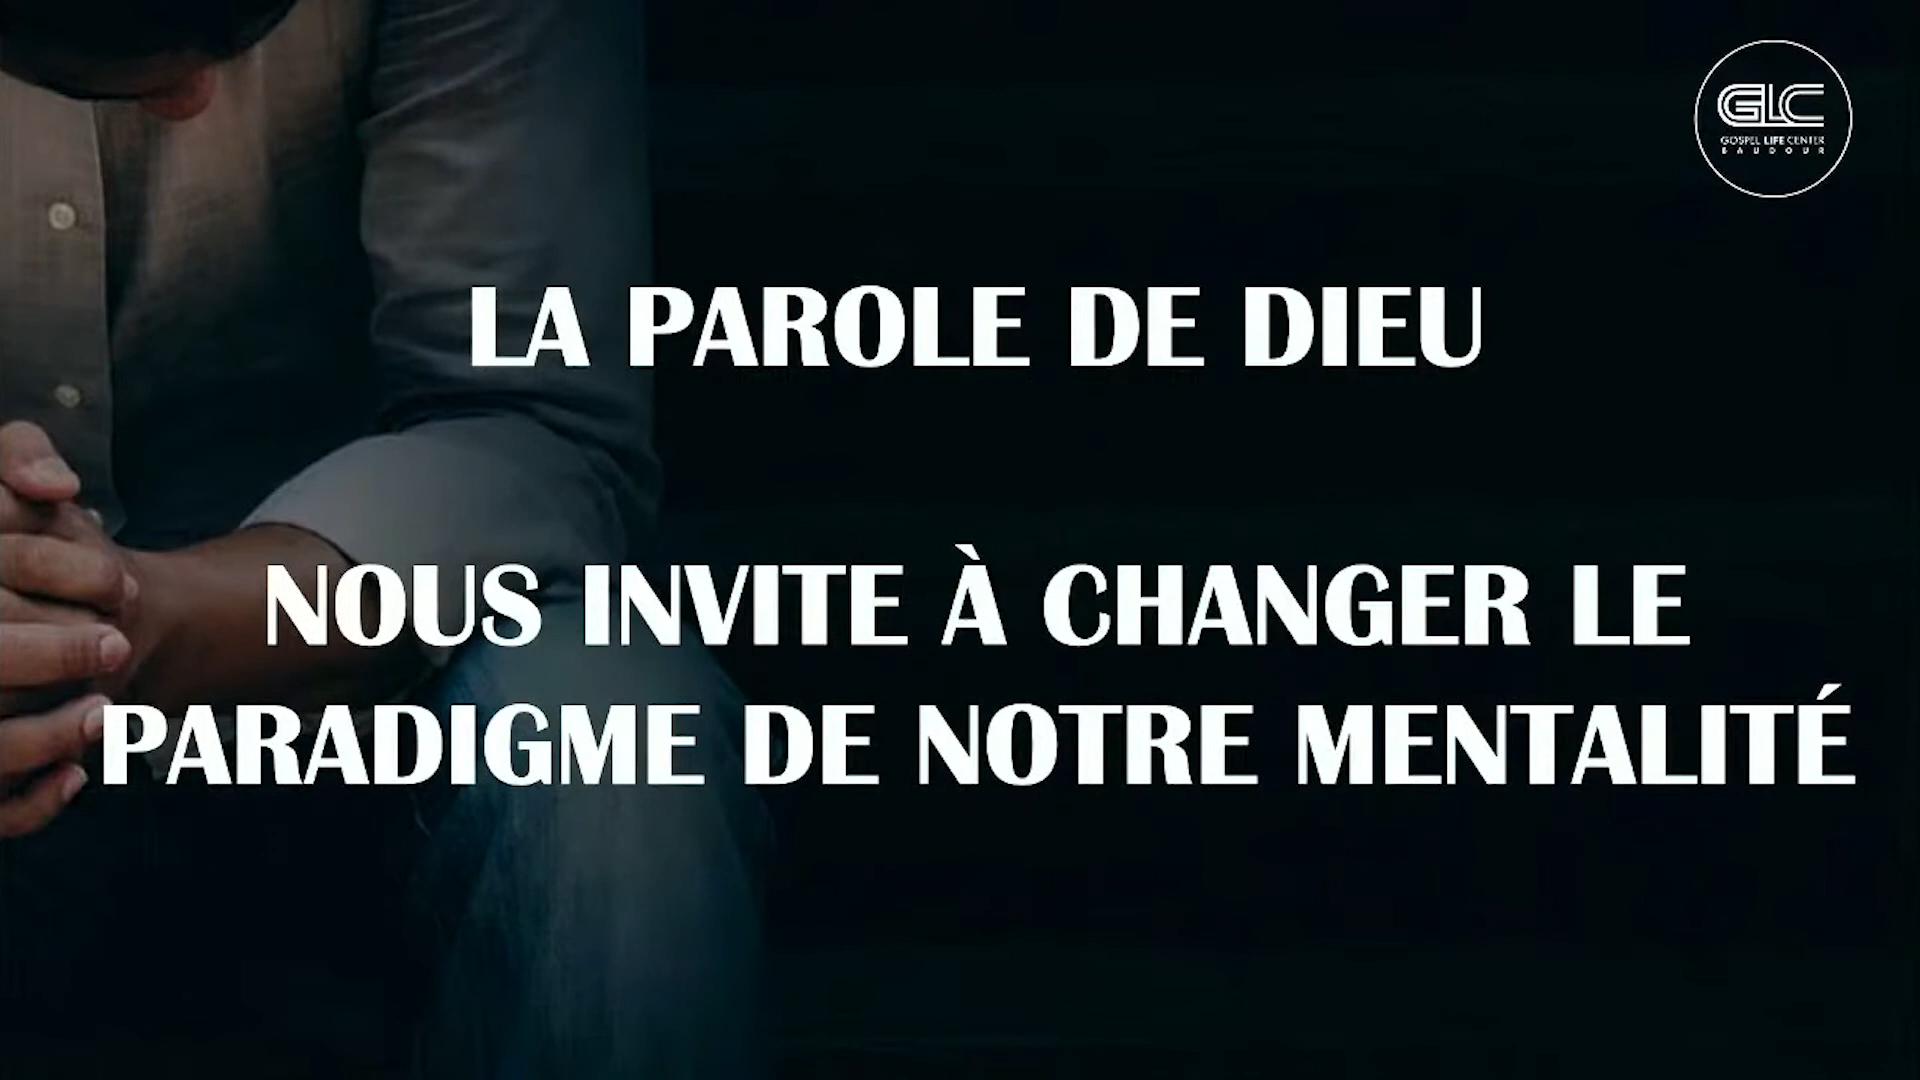 GLC
GOSPEL LIFE CENTER
BAUDOUR
LA PAROLE DE DIEU
NOUS INVITE À CHANGER LE
PARADIGME DE NOTRE MENTALITÉ